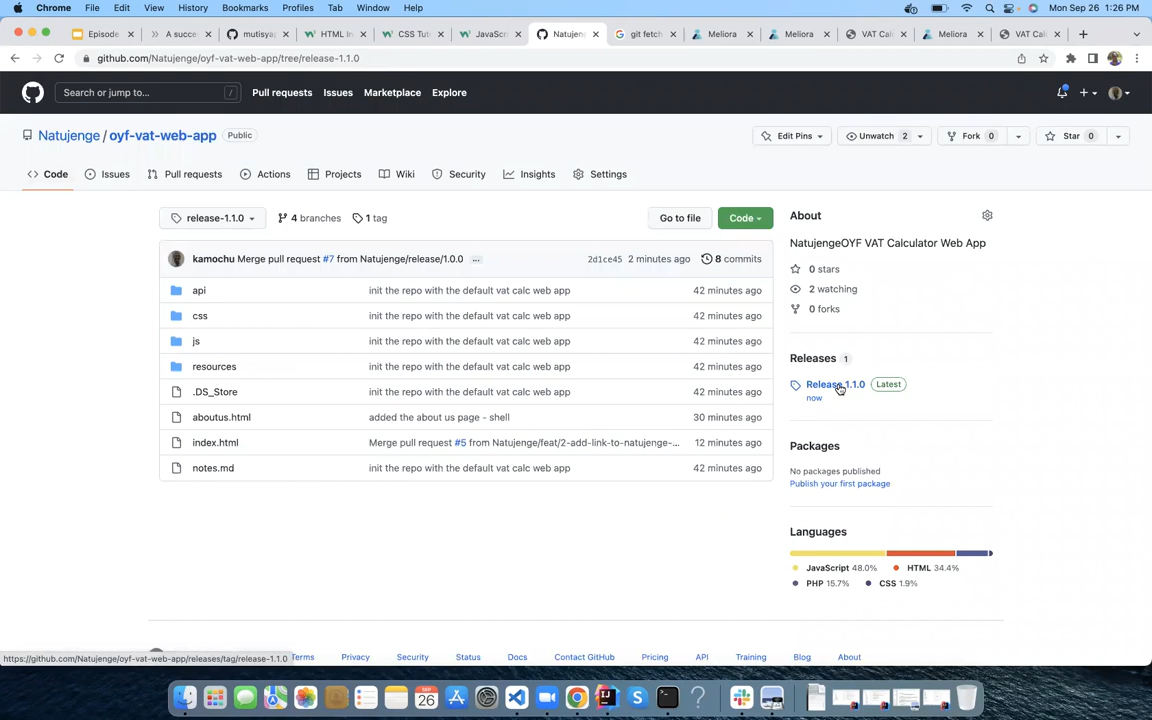 Chrome File Edit View History Bookmarks Profiles Tab Window Help Mon Sep 26 1:26 PM
Episode A succe: mutisya HTML In CSS Tuto JavaScri Natujen git fetch Meliora Meliora VAT Calc Meliora VAT Calc
github.com/Natujenge/oyf-vat-web-app/tree/release-1.1.0
Search or jump to... / Pull requests Issues Marketplace Explore
Natujenge / oyf-vat-web-app Public Edit Pins Unwatch 2 Fork 0 Star 0
Code Issues Pull requests Actions Projects Wiki Security Insights Settings
release-1.1.0 4 branches 1 tag Go to file Code
About
NatujengeOYF VAT Calculator Web App
0 stars
2 watching
0 forks
kamochu Merge pull request #7 from Natujenge/release/1.0.0 ... 2d1ce45 2 minutes ago 8 commits
api init the repo with the default vat calc web app 42 minutes ago
css init the repo with the default vat calc web app 42 minutes ago
js init the repo with the default vat calc web app 42 minutes ago
resources init the repo with the default vat calc web app 42 minutes ago
.DS_Store init the repo with the default vat calc web app 42 minutes ago
aboutus.html added the about us page - shell 30 minutes ago
index.html Merge pull request #5 from Natujenge/feat/2-add-link-to-natujenge-... 12 minutes ago
notes.md init the repo with the default vat calc web app 42 minutes ago
Releases 1
Release 1.1.0 Latest
now
Packages
No packages published
Publish your first package
Languages
JavaScript 48.0% HTML 34.4%
PHP 15.7% CSS 1.9%
https://github.com/Natujenge/oyf-vat-web-app/releases/tag/release-1.1.0
Terms Privacy Security Status Docs Contact GitHub Pricing API Training Blog About
SEP
26